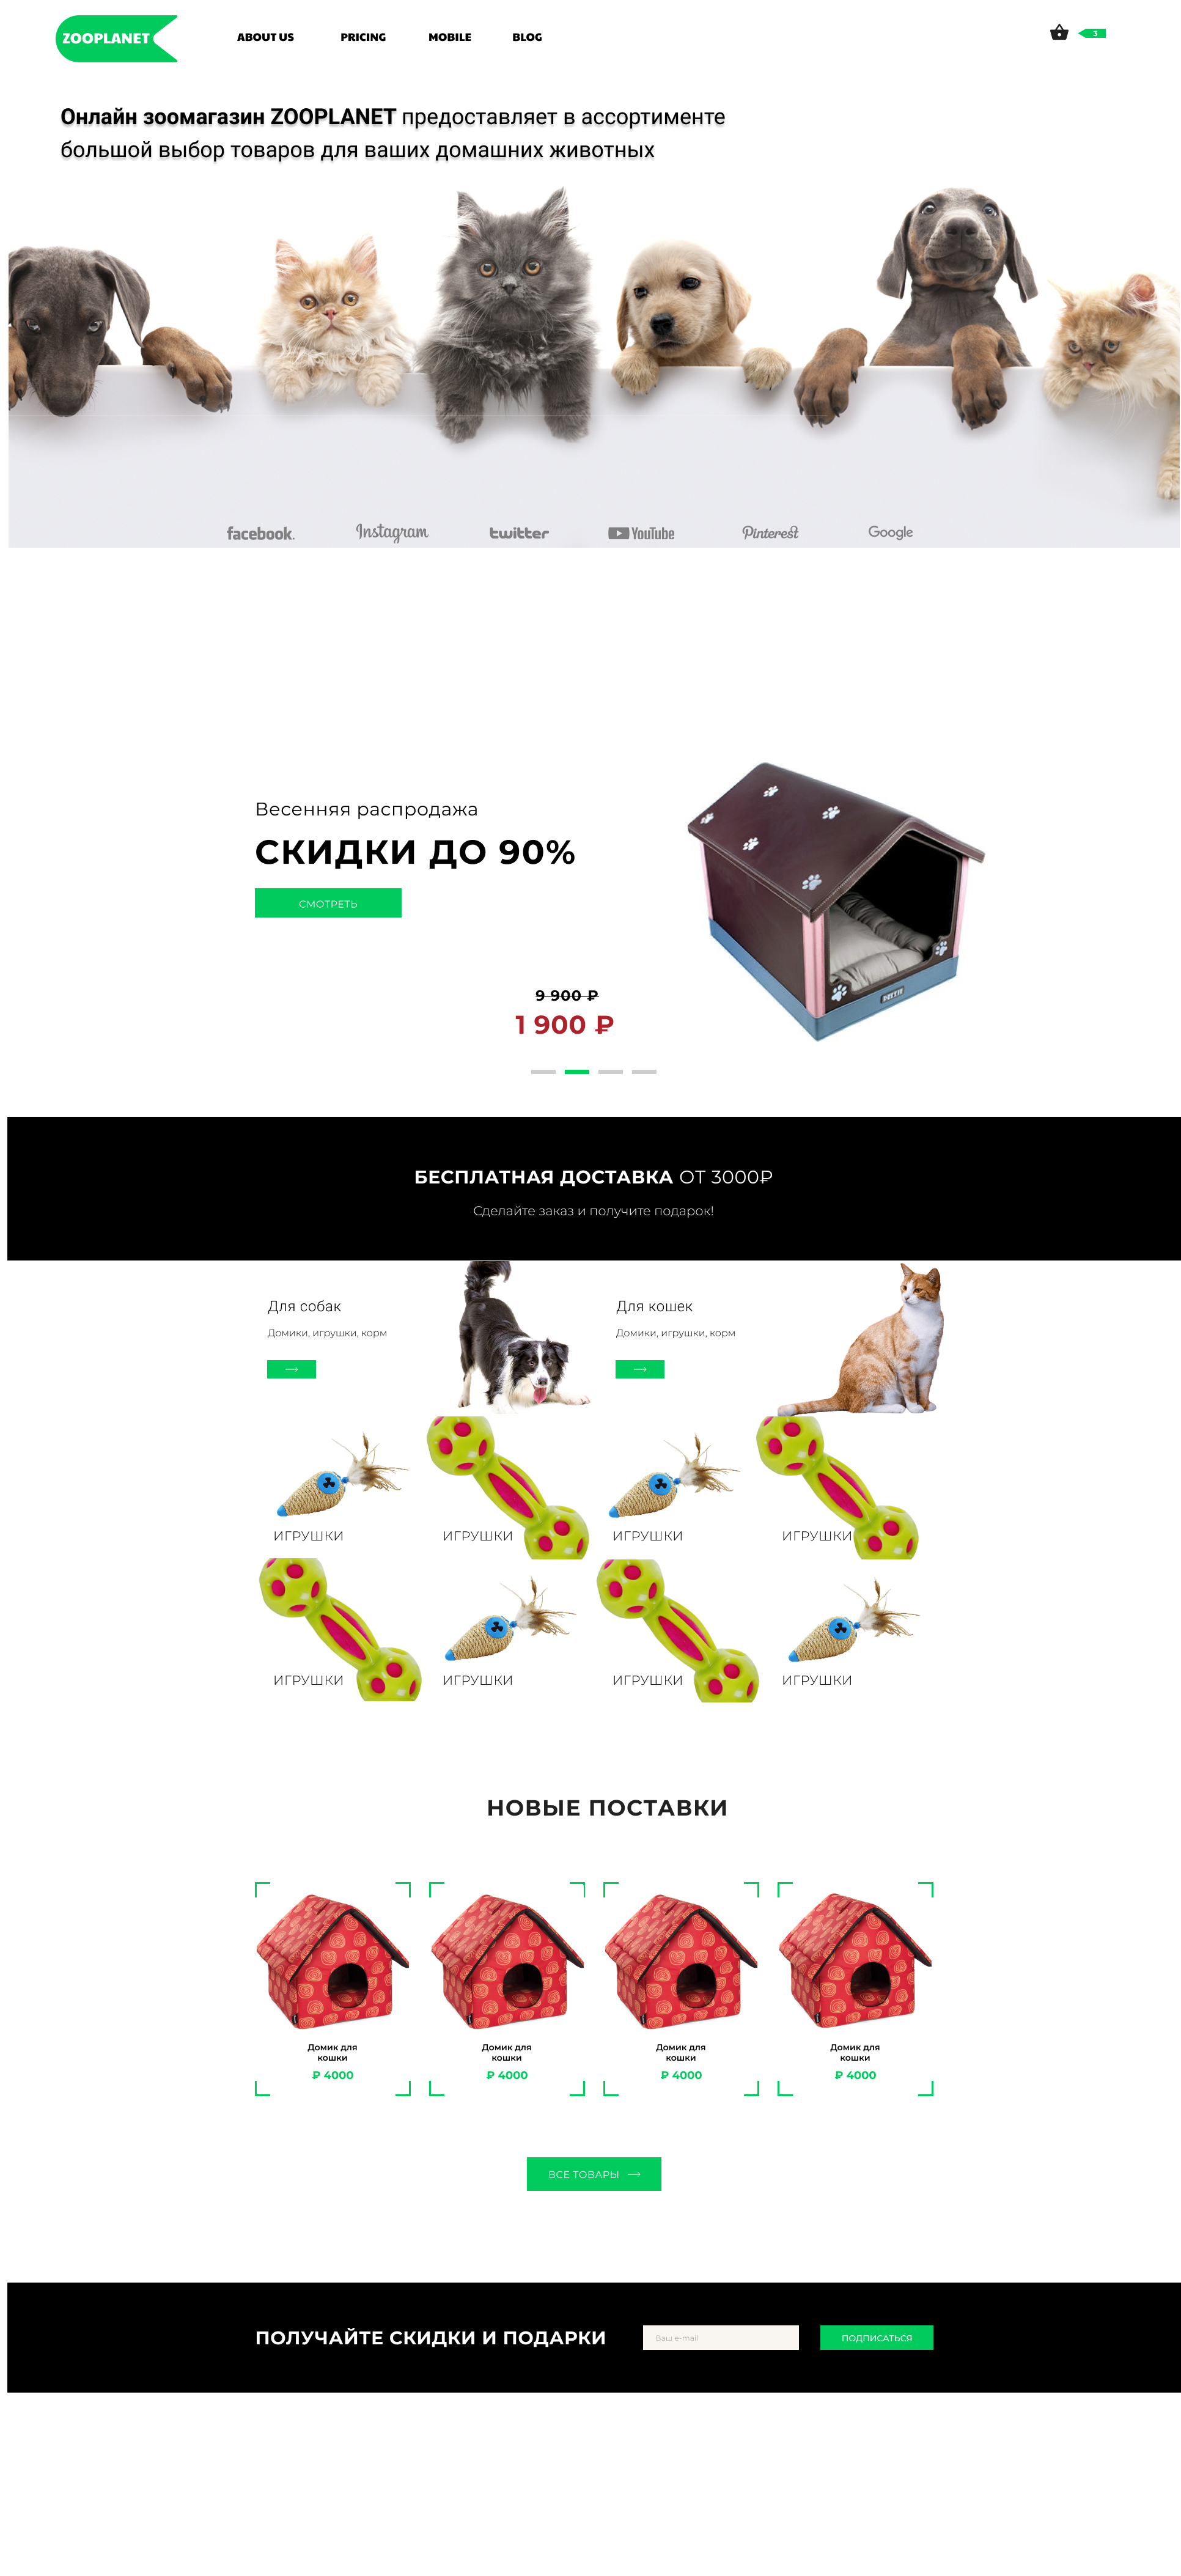 ZOOPLANET
ABOUT US PRICING MOBILE BLOG
3
Онлайн зоомагазин ZOOPLANET предоставляет в ассортименте
большой выбор товаров для ваших домашних животных
facebook. Instagram twitter YouTube Pinterest Google
Весенняя распродажа
СКИДКИ ДО 90%
СМОТРЕТЬ
9 900 ₽
1 900 ₽
БЕСПЛАТНАЯ ДОСТАВКА ОТ 3000₽
Сделайте заказ и получите подарок!
Для собак
Домики, игрушки, корм
Для кошек
Домики, игрушки, корм
ИГРУШКИ ИГРУШКИ ИГРУШКИ ИГРУШКИ
ИГРУШКИ ИГРУШКИ ИГРУШКИ ИГРУШКИ
НОВЫЕ ПОСТАВКИ
Домик для
кошки
₽ 4000
Домик для
кошки
₽ 4000
Домик для
кошки
₽ 4000
Домик для
кошки
₽ 4000
ВСЕ ТОВАРЫ
ПОЛУЧАЙТЕ СКИДКИ И ПОДАРКИ
Ваш e-mail
ПОДПИСАТЬСЯ